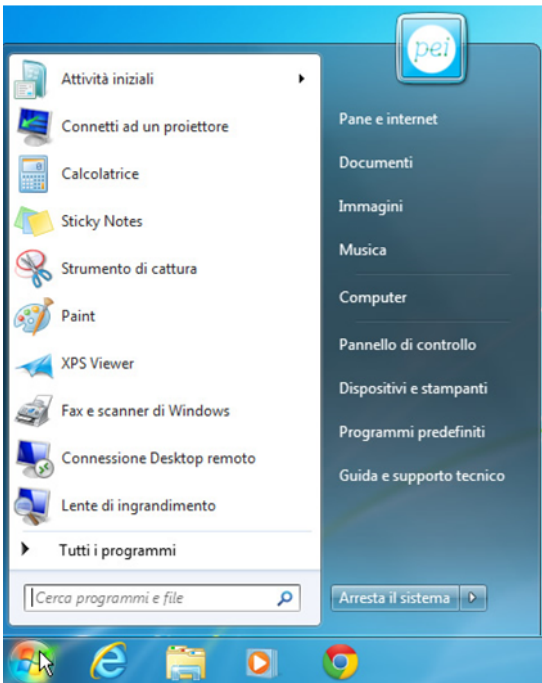 pei
Attività iniziali
Connetti ad un proiettore
Calcolatrice
Sticky Notes
Strumento di cattura
Paint
XPS Viewer
Fax e scanner di Windows
Connessione Desktop remoto
Lente di ingrandimento
Tutti i programmi
Cerca programmi e file
Pane e internet
Documenti
Immagini
Musica
Computer
Pannello di controllo
Dispositivi e stampanti
Programmi predefiniti
Guida e supporto tecnico
Arresta il sistema